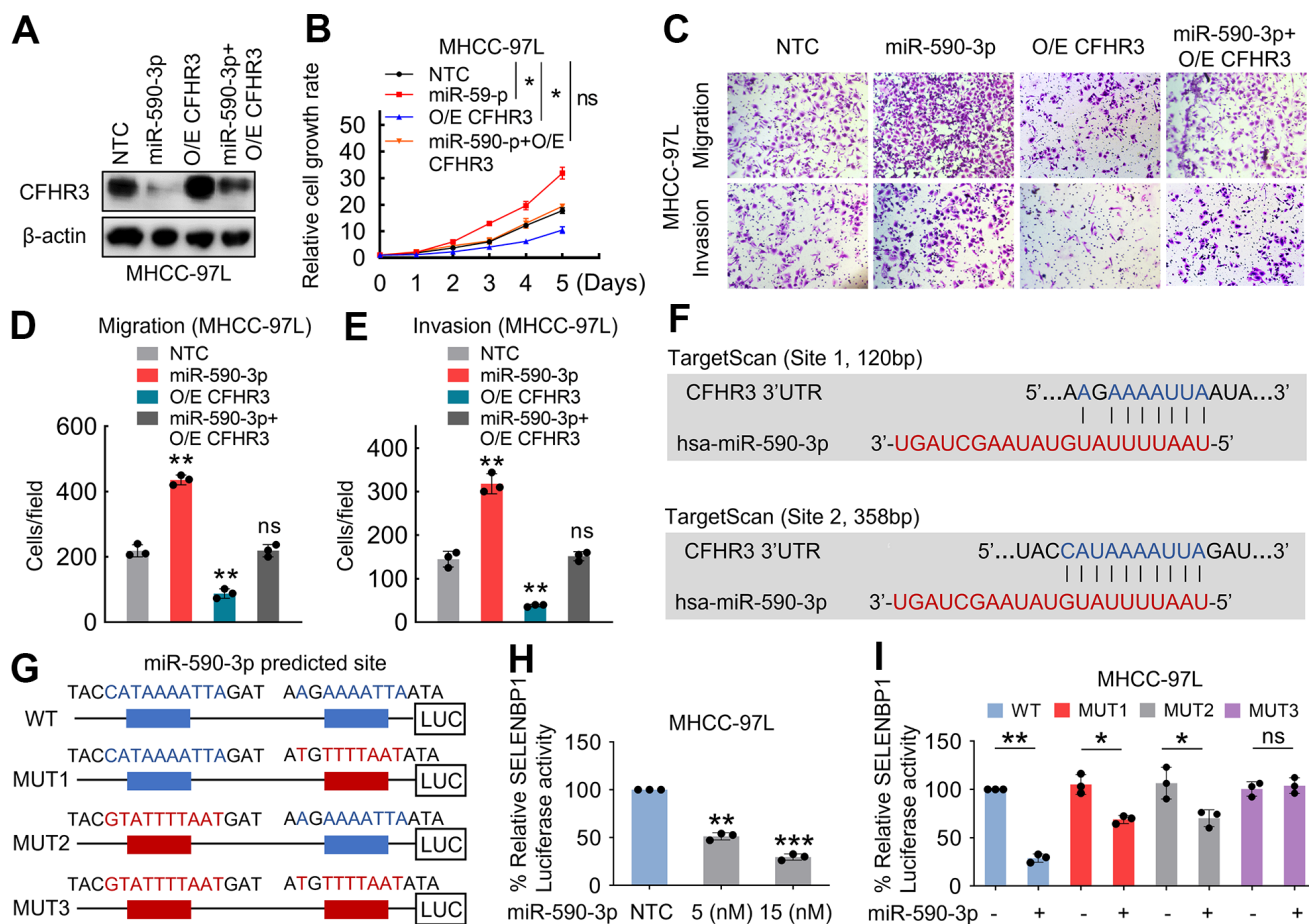 A
NTC
miR-590-3p
O/E CFHR3
miR-590-3p+
O/E CFHR3
CFHR3
β-actin
MHCC-97L
B
MHCC-97L
NTC
miR-59-p
O/E CFHR3
miR-590-p+O/E
CFHR3
*
*
ns
Relative cell growth rate
50
40
30
20
10
0
0 1 2 3 4 5 (Days)
C
NTC
miR-590-3p
O/E CFHR3
miR-590-3p+
O/E CFHR3
MHCC-97L
Migration
Invasion
D
Migration (MHCC-97L)
NTC
miR-590-3p
O/E CFHR3
miR-590-3p+
O/E CFHR3
Cells/field
600
400
200
0
**
**
ns
E
Invasion (MHCC-97L)
NTC
miR-590-3p
O/E CFHR3
miR-590-3p+
O/E CFHR3
Cells/field
400
300
200
100
0
**
**
ns
F
TargetScan (Site 1, 120bp)
CFHR3 3'UTR 5'...AAGAAAAUUAAUA...3'
hsa-miR-590-3p 3'-UGAUCGAAUAUGUAUUUUAAU-5'
TargetScan (Site 2, 358bp)
CFHR3 3'UTR 5'...UACCAUAAAAUUAGAU...3'
hsa-miR-590-3p 3'-UGAUCGAAUAUGUAUUUUAAU-5'
G
miR-590-3p predicted site
TACCATAAAATTAGAT AAGAAAATTAATA
WT
LUC
TACCATAAAATTAGAT ATGTTTTAATATA
MUT1
LUC
TACGTATTTTAATGAT AAGAAAATTAATA
MUT2
LUC
TACGTATTTTAATGAT ATGTTTTAATATA
MUT3
LUC
H
MHCC-97L
% Relative SELENBP1
Luciferase activity
150
100
50
0
**
***
miR-590-3p NTC 5 (nM) 15 (nM)
I
MHCC-97L
WT MUT1 MUT2 MUT3
% Relative SELENBP1
Luciferase activity
150
100
50
0
** * * ns
miR-590-3p - + - + - + - +